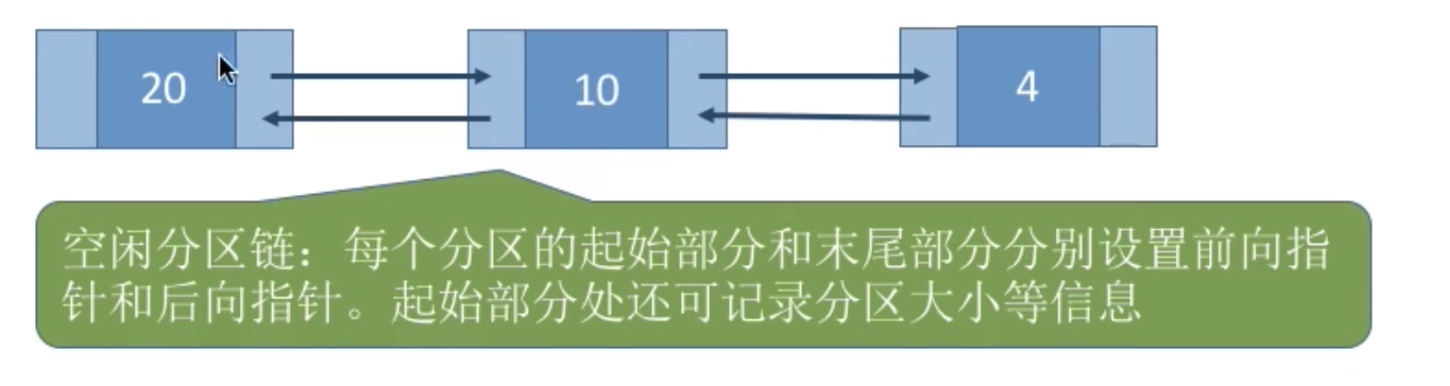 20
10
4
空闲分区链：每个分区的起始部分和末尾部分分别设置前向指
针和后向指针。起始部分处还可记录分区大小等信息